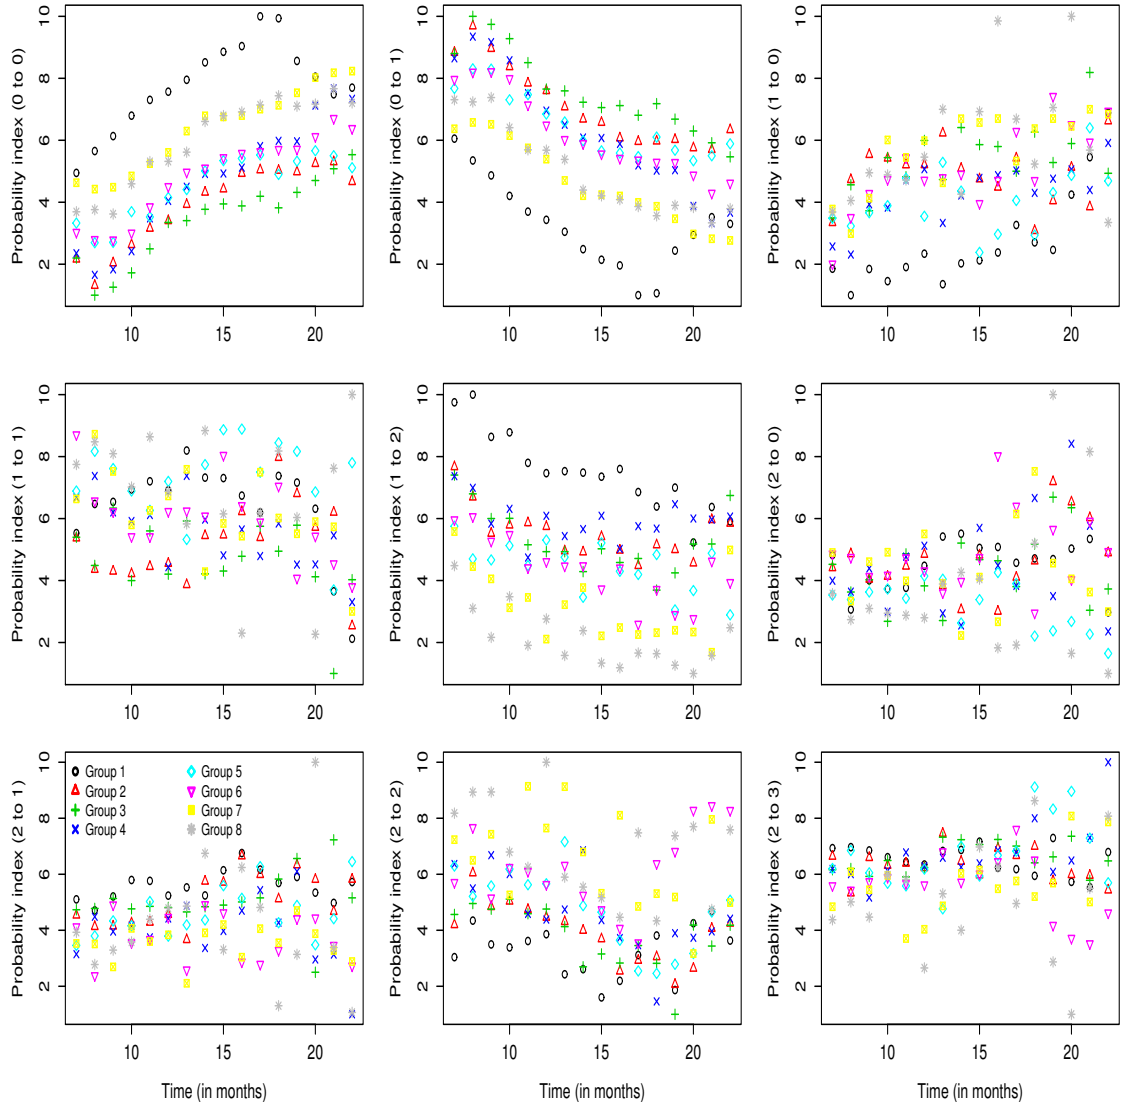 Probability index (0 to 0)
2 4 6 8 10
10 15 20
Probability index (0 to 1)
2 4 6 8 10
10 15 20
Probability index (1 to 0)
2 4 6 8 10
10 15 20
Probability index (1 to 1)
2 4 6 8 10
10 15 20
Probability index (1 to 2)
2 4 6 8 10
10 15 20
Probability index (2 to 0)
2 4 6 8 10
10 15 20
Probability index (2 to 1)
2 4 6 8 10
Group 1
Group 2
Group 3
Group 4
Group 5
Group 6
Group 7
Group 8
10 15 20
Time (in months)
Probability index (2 to 2)
2 4 6 8 10
10 15 20
Time (in months)
Probability index (2 to 3)
2 4 6 8 10
10 15 20
Time (in months)